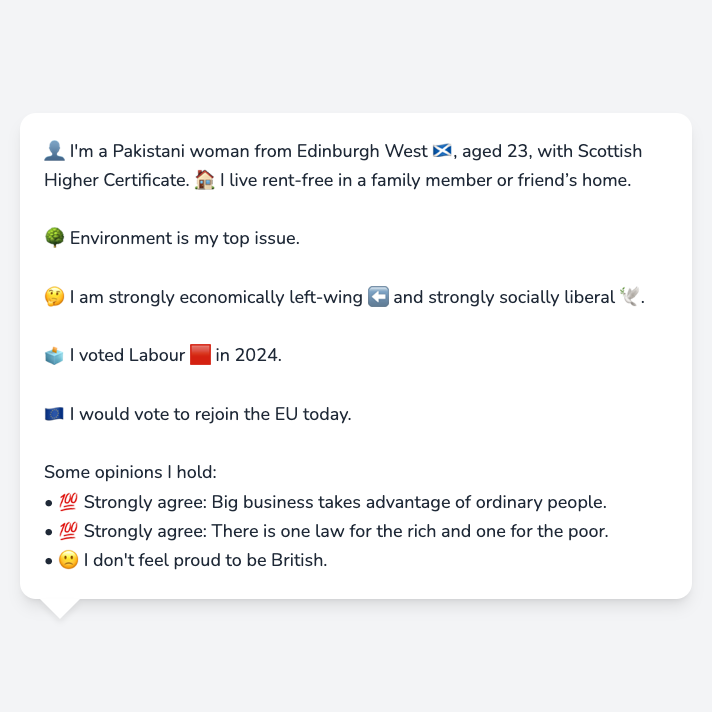 👤 I'm a Pakistani woman from Edinburgh West 🏴󠁧󠁢󠁳󠁣󠁴󠁿, aged 23, with Scottish
Higher Certificate. 🏠 I live rent-free in a family member or friend’s home.
🌳 Environment is my top issue.
🤔 I am strongly economically left-wing ⬅️ and strongly socially liberal 🕊️.
🗳️ I voted Labour 🟥 in 2024.
🇪🇺 I would vote to rejoin the EU today.
Some opinions I hold:
• 💯 Strongly agree: Big business takes advantage of ordinary people.
• 💯 Strongly agree: There is one law for the rich and one for the poor.
• 🙁 I don't feel proud to be British.